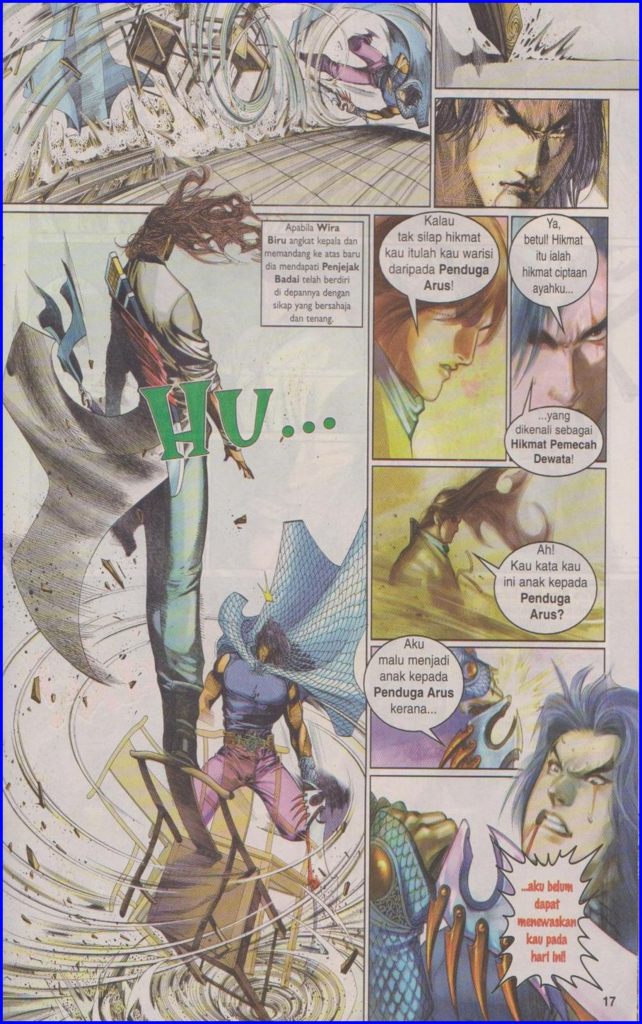 Apabila Wira
Biru angkat kepala dan
memandang ke atas baru
dia mendapati Penjejak
Badai telah berdiri
di depannya dengan
sikap yang bersahaja
dan tenang.
HU...
Kalau
tak silap hikmat
kau itulah kau warisi
daripada Penduga
Arus!
Ya,
betul! Hikmat
itu ialah
hikmat ciptaan
ayahku...
...yang
dikenali sebagai
Hikmat Pemecah
Dewata!
Ah!
Kau kata kau
ini anak kepada
Penduga
Arus?
Aku
malu menjadi
anak kepada
Penduga Arus
kerana...
...aku belum
dapat
menewaskan
kau pada
hari ini!
17